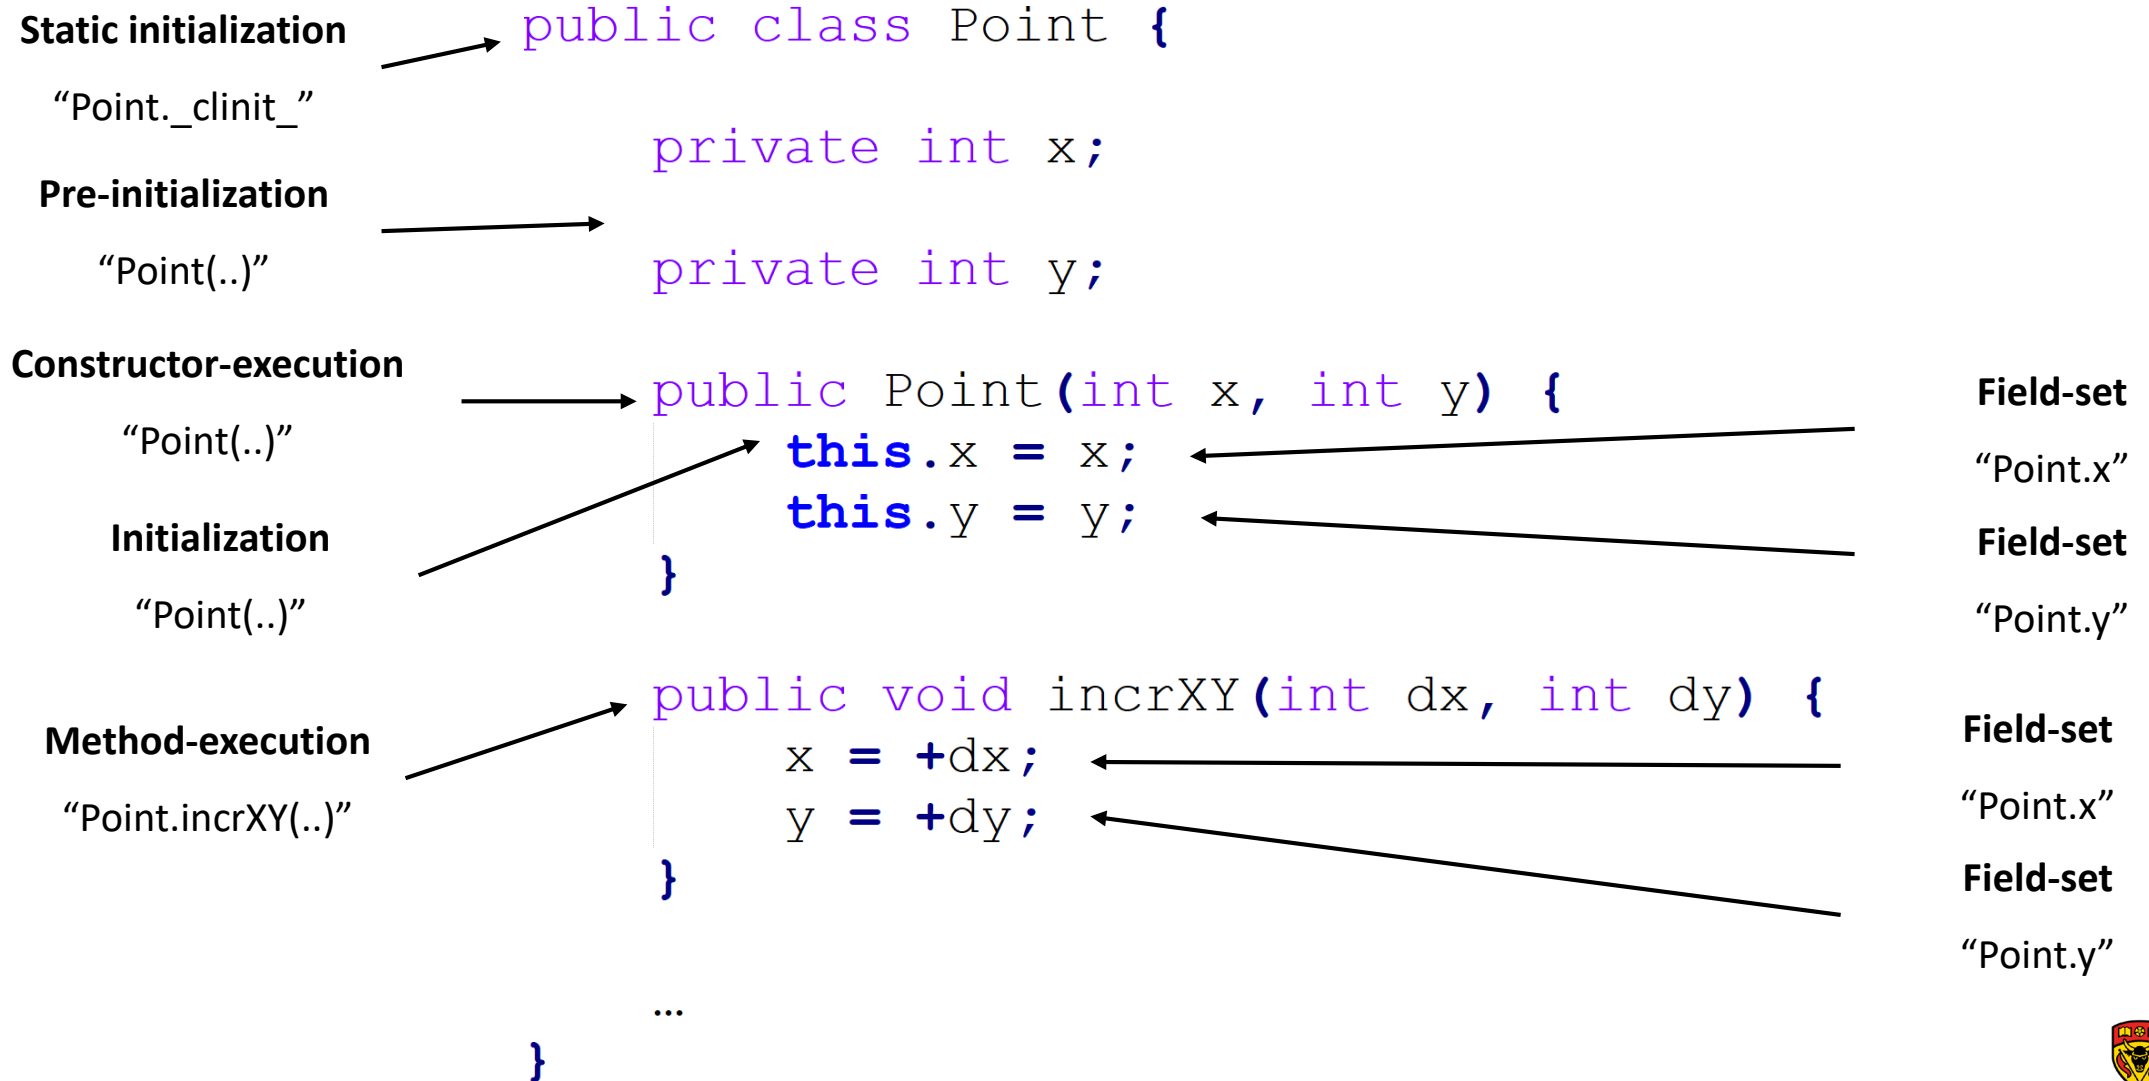 Static initialization
“Point._clinit_”
Pre-initialization
“Point(..)”
Constructor-execution
“Point(..)”
Initialization
“Point(..)”
Method-execution
“Point.incrXY(..)”
public class Point {
private int x;
private int y;
public Point(int x, int y) {
this.x = x;
this.y = y;
}
public void incrXY(int dx, int dy) {
x = +dx;
y = +dy;
}
…
}
Field-set
“Point.x”
Field-set
“Point.y”
Field-set
“Point.x”
Field-set
“Point.y”